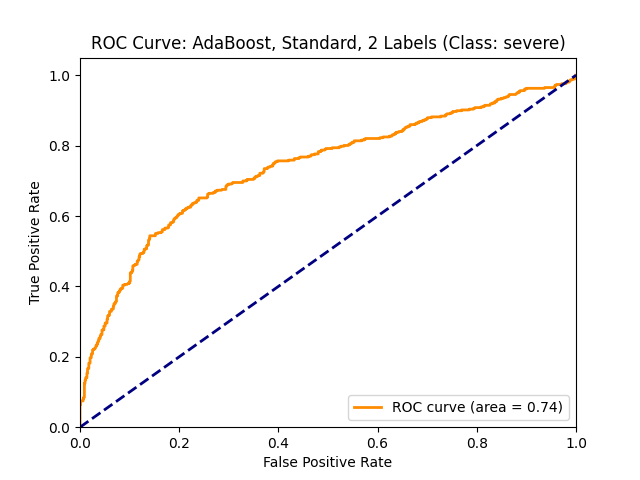 ROC Curve: AdaBoost, Standard, 2 Labels (Class: severe)
True Positive Rate
1.0
0.8
0.6
0.4
0.2
0.0
0.0 0.2 0.4 0.6 0.8 1.0
False Positive Rate
ROC curve (area = 0.74)